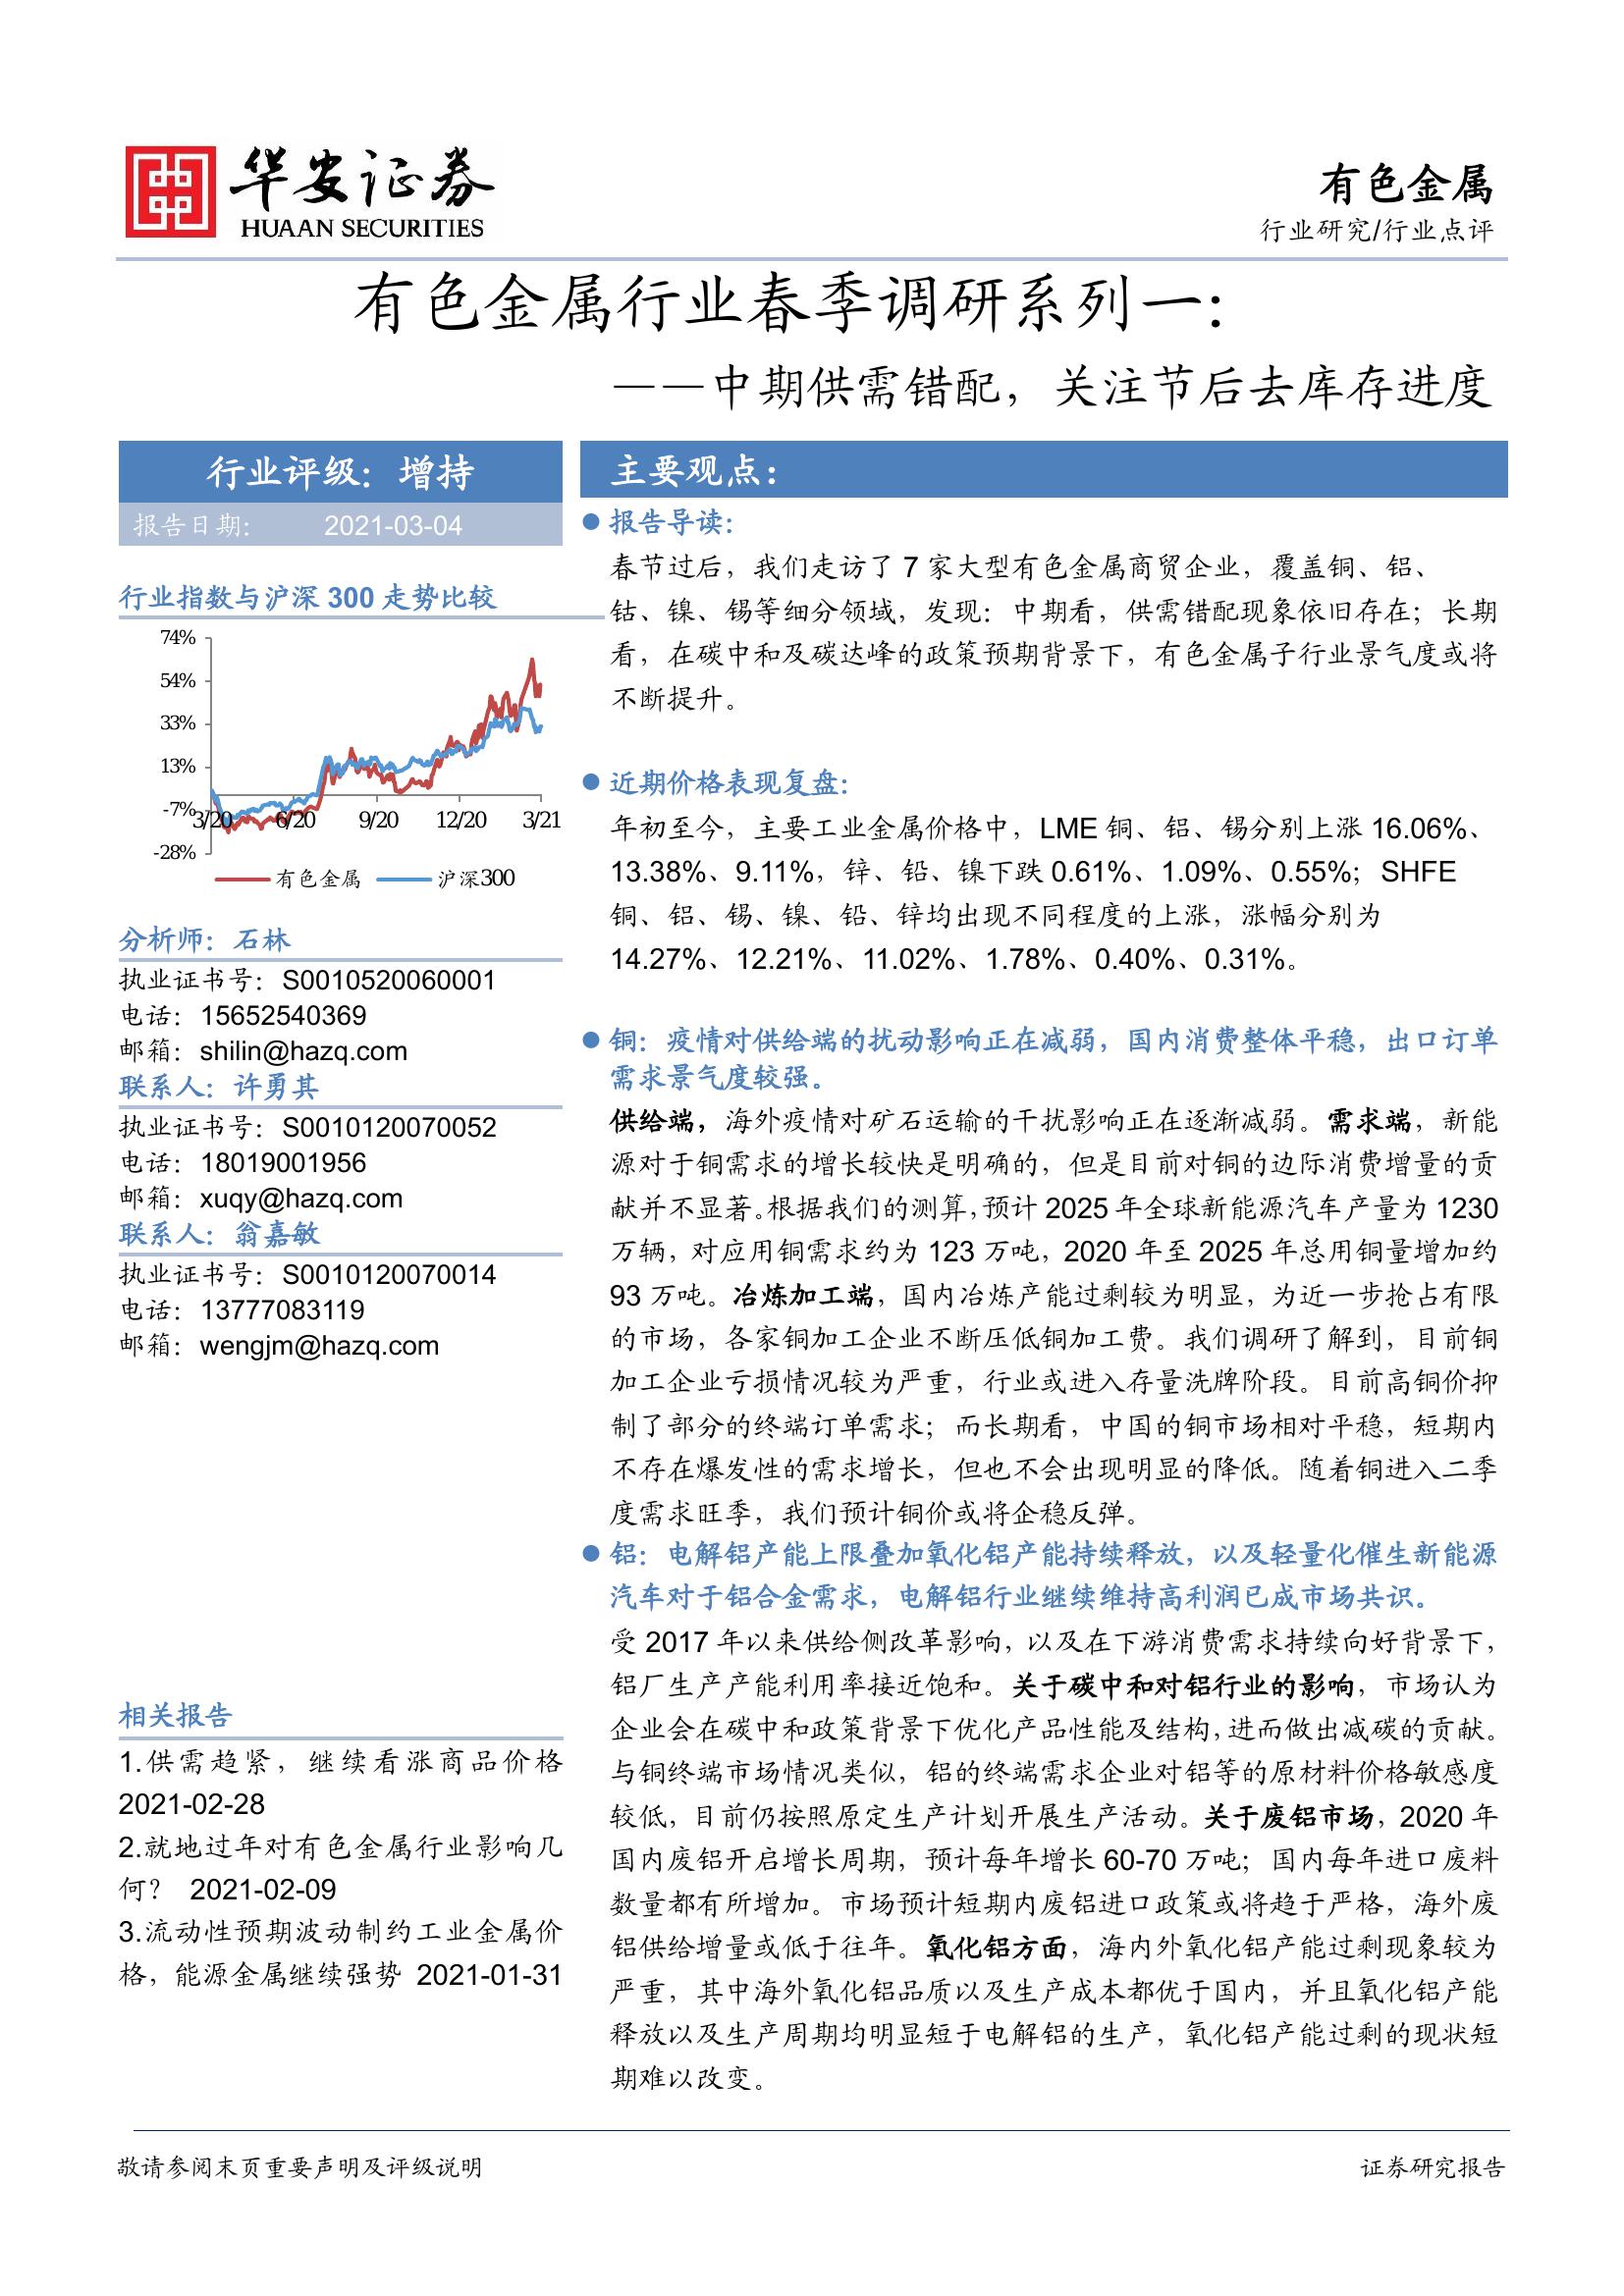 华安证券
HUAAN SECURITIES
有色金属
行业研究/行业点评
有色金属行业春季调研系列一：
——中期供需错配，关注节后去库存进度
行业评级：增持
报告日期： 2021-03-04
行业指数与沪深 300 走势比较
74%
54%
33%
13%
-7%
-28%
3/20 6/20 9/20 12/20 3/21
有色金属 沪深300
分析师：石林
执业证书号：S0010520060001
电话：15652540369
邮箱：shilin@hazq.com
联系人：许勇其
执业证书号：S0010120070052
电话：18019001956
邮箱：xuqy@hazq.com
联系人：翁嘉敏
执业证书号：S0010120070014
电话：13777083119
邮箱：wengjm@hazq.com
相关报告
1.供需趋紧，继续看涨商品价格
2021-02-28
2.就地过年对有色金属行业影响几
何？ 2021-02-09
3.流动性预期波动制约工业金属价
格，能源金属继续强势 2021-01-31
主要观点：
报告导读：
春节过后，我们走访了 7 家大型有色金属商贸企业，覆盖铜、铝、
钴、镍、锡等细分领域，发现：中期看，供需错配现象依旧存在；长期
看，在碳中和及碳达峰的政策预期背景下，有色金属子行业景气度或将
不断提升。
近期价格表现复盘：
年初至今，主要工业金属价格中，LME 铜、铝、锡分别上涨 16.06%、
13.38%、9.11%，锌、铅、镍下跌 0.61%、1.09%、0.55%；SHFE
铜、铝、锡、镍、铅、锌均出现不同程度的上涨，涨幅分别为
14.27%、12.21%、11.02%、1.78%、0.40%、0.31%。
铜：疫情对供给端的扰动影响正在减弱，国内消费整体平稳，出口订单
需求景气度较强。
供给端，海外疫情对矿石运输的干扰影响正在逐渐减弱。需求端，新能
源对于铜需求的增长较快是明确的，但是目前对铜的边际消费增量的贡
献并不显著。根据我们的测算，预计 2025 年全球新能源汽车产量为 1230
万辆，对应用铜需求约为 123 万吨，2020 年至 2025 年总用铜量增加约
93 万吨。冶炼加工端，国内冶炼产能过剩较为明显，为近一步抢占有限
的市场，各家铜加工企业不断压低铜加工费。我们调研了解到，目前铜
加工企业亏损情况较为严重，行业或进入存量洗牌阶段。目前高铜价抑
制了部分的终端订单需求；而长期看，中国的铜市场相对平稳，短期内
不存在爆发性的需求增长，但也不会出现明显的降低。随着铜进入二季
度需求旺季，我们预计铜价或将企稳反弹。
铝：电解铝产能上限叠加氧化铝产能持续释放，以及轻量化催生新能源
汽车对于铝合金需求，电解铝行业继续维持高利润已成市场共识。
受 2017 年以来供给侧改革影响，以及在下游消费需求持续向好背景下，
铝厂生产产能利用率接近饱和。关于碳中和对铝行业的影响，市场认为
企业会在碳中和政策背景下优化产品性能及结构，进而做出减碳的贡献。
与铜终端市场情况类似，铝的终端需求企业对铝等的原材料价格敏感度
较低，目前仍按照原定生产计划开展生产活动。关于废铝市场，2020 年
国内废铝开启增长周期，预计每年增长 60-70 万吨；国内每年进口废料
数量都有所增加。市场预计短期内废铝进口政策或将趋于严格，海外废
铝供给增量或低于往年。氧化铝方面，海内外氧化铝产能过剩现象较为
严重，其中海外氧化铝品质以及生产成本都优于国内，并且氧化铝产能
释放以及生产周期均明显短于电解铝的生产，氧化铝产能过剩的现状短
期难以改变。
敬请参阅末页重要声明及评级说明
证券研究报告